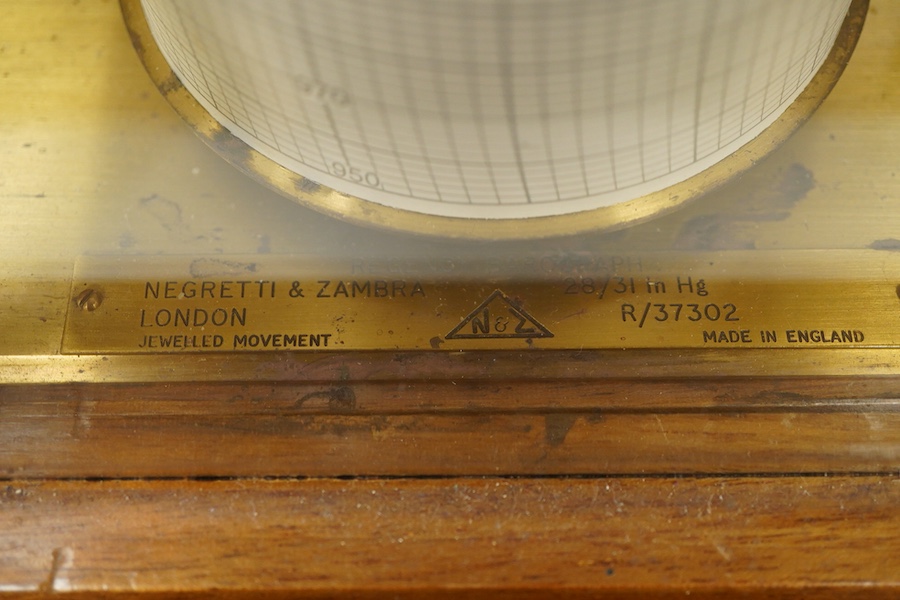 950
NEGRETTI & ZAMBRA
LONDON
JEWELLED MOVEMENT
N&Z
28/31 in Hg
R/37302
MADE IN ENGLAND